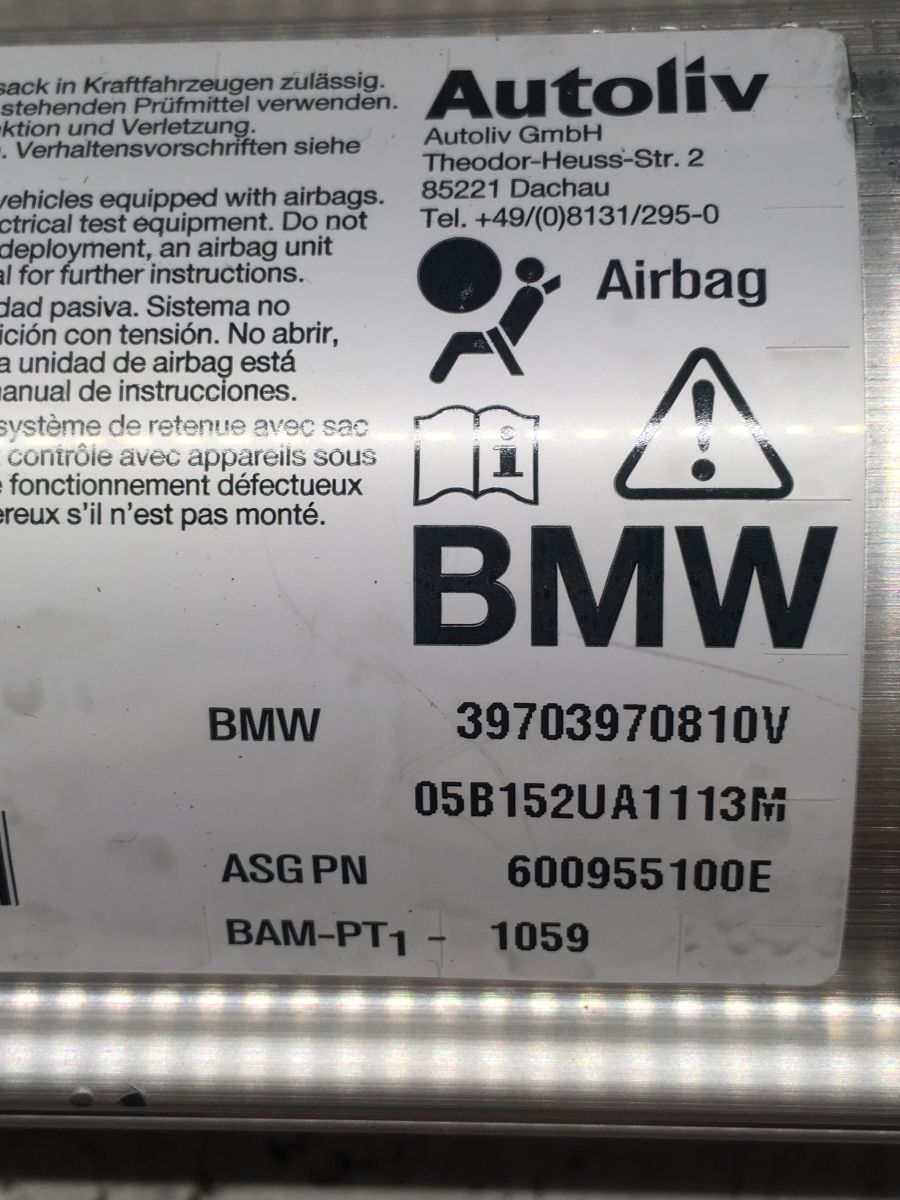 sack in Kraftfahrzeugen zulässig.
stehenden Prüfmittel verwenden.
ktion und Verletzung.
. Verhaltensvorschriften siehe
vehicles equipped with airbags.
ctrical test equipment. Do not
deployment, an airbag unit
al for further instructions.
dad pasiva. Sistema no
ición con tensión. No abrir,
a unidad de airbag está
nanual de instrucciones.
système de retenue avec sac
contrôle avec appareils sous
e fonctionnement défectueux
ereux s'il n'est pas monté.
Autoliv
Autoliv GmbH
Theodor-Heuss-Str. 2
85221 Dachau
Tel. +49/(0)8131/295-0
Airbag
i
BMW
BMW 39703970810V
05B152UA1113M
ASG PN 600955100E
BAM-PT1 - 1059